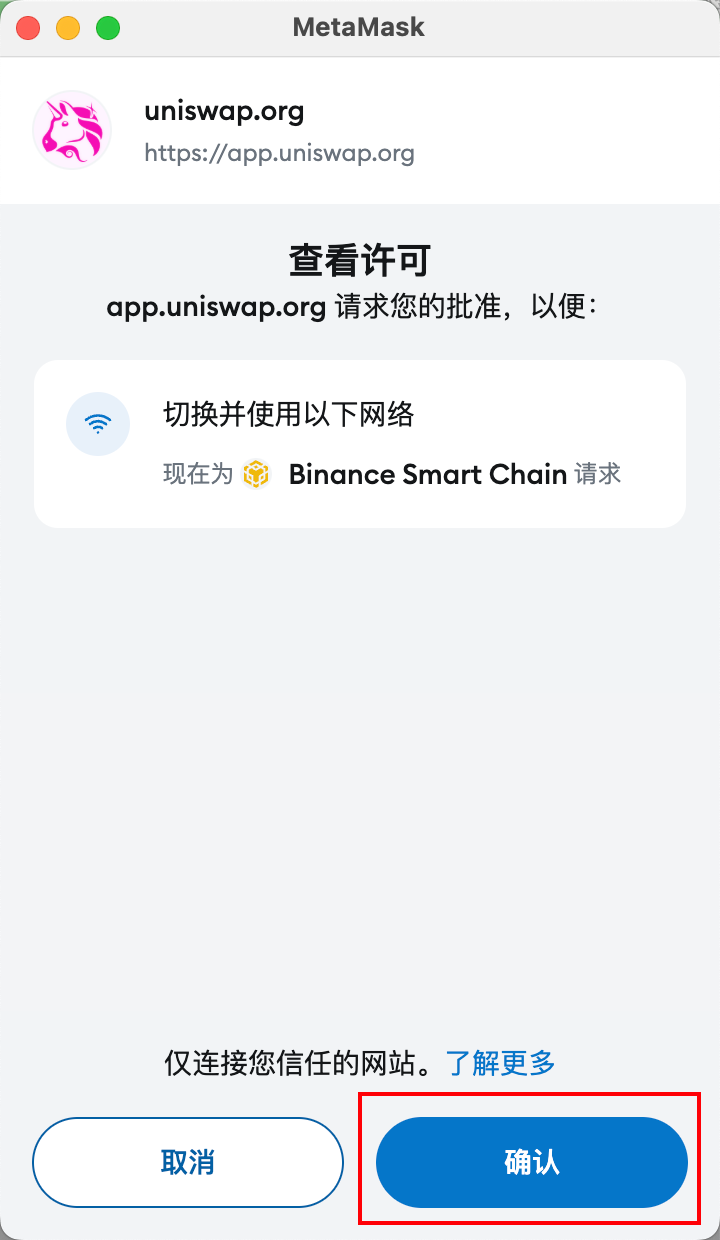 MetaMask
uniswap.org
https://app.uniswap.org
查看许可
app.uniswap.org 请求您的批准，以便：
切换并使用以下网络
现在为 Binance Smart Chain 请求
仅连接您信任的网站。了解更多
取消
确认